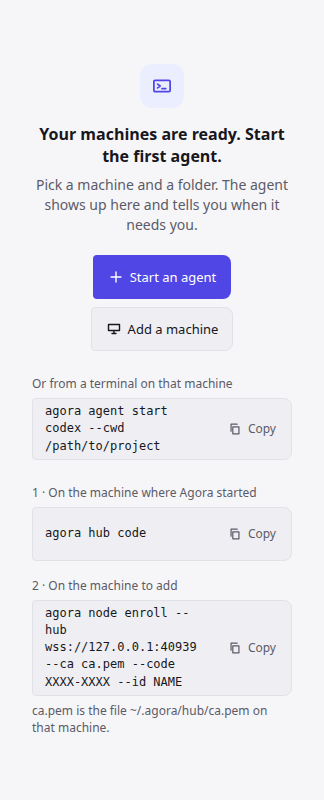 Your machines are ready. Start
the first agent.
Pick a machine and a folder. The agent
shows up here and tells you when it
needs you.
Start an agent
Add a machine
Or from a terminal on that machine
agora agent start
codex --cwd
/path/to/project
Copy
1 · On the machine where Agora started
agora hub code
Copy
2 · On the machine to add
agora node enroll --
hub
wss://127.0.0.1:40939
--ca ca.pem --code
XXXX-XXXX --id NAME
Copy
ca.pem is the file ~/.agora/hub/ca.pem on
that machine.